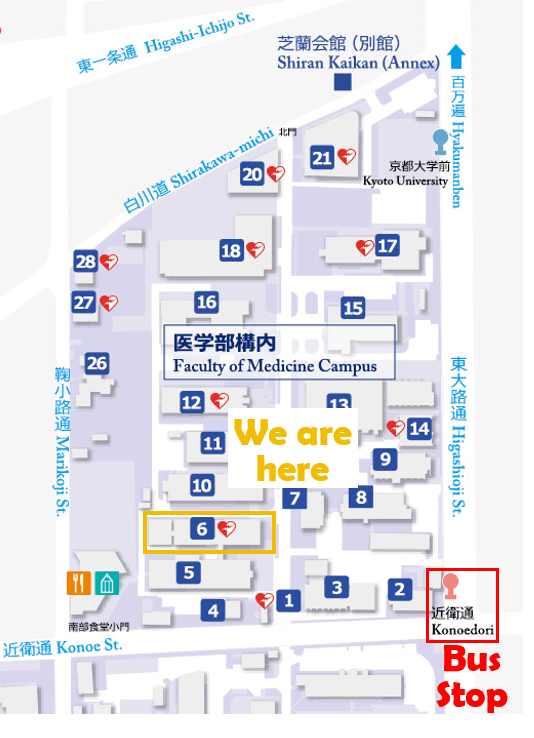 東一条通 Higashi-Ichijo St.
芝蘭会館（別館）
Shiran Kaikan (Annex)
百万遍 Hyakumanben
北門
白川道 Shirakawa-michi
京都大学前
Kyoto University
21
20
18
17
28
27
16
15
医学部構内
Faculty of Medicine Campus
26
鞠小路通 Marikoji St.
東大路通 Higashioji St.
12
13
14
We are
here
11
9
10
7
8
6
5
3
2
1
4
近衛通
Konoedori
南部食堂小門
近衛通 Konoe St.
Bus
Stop